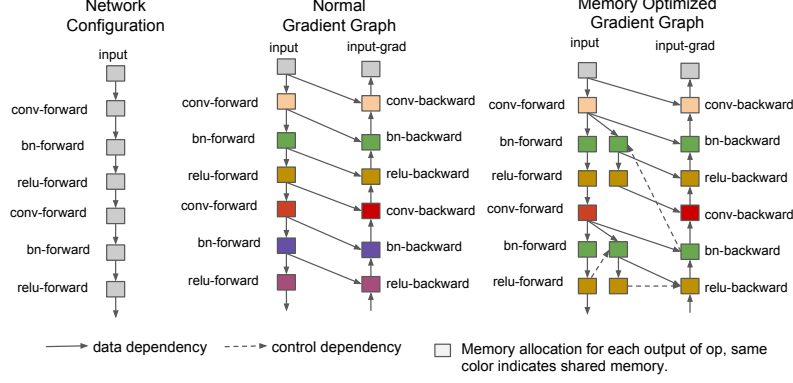 Network
Configuration
input
conv-forward
bn-forward
relu-forward
conv-forward
bn-forward
relu-forward
Normal
Gradient Graph
input
input-grad
conv-forward
conv-backward
bn-forward
bn-backward
relu-forward
relu-backward
conv-forward
conv-backward
bn-forward
bn-backward
relu-forward
relu-backward
Memory Optimized
Gradient Graph
input
input-grad
conv-forward
conv-backward
bn-forward
bn-backward
relu-forward
relu-backward
conv-forward
conv-backward
bn-forward
bn-backward
relu-forward
relu-backward
data dependency
control dependency
Memory allocation for each output of op, same
color indicates shared memory.